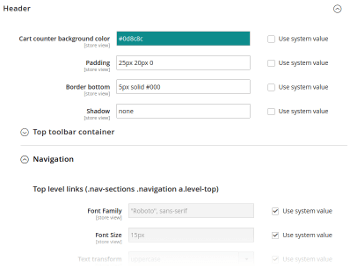 Header
Cart counter background color #0d8c8c Use system value
[store view]
Padding 25px 20px 0 Use system value
[store view]
Border bottom 5px solid #000 Use system value
[store view]
Shadow none Use system value
[store view]
Top toolbar container
Navigation
Top level links (.nav-sections .navigation a.level-top)
Font Family "Roboto", sans-serif Use system value
[store view]
Font Size 15px Use system value
[store view]
Text transform Use system value